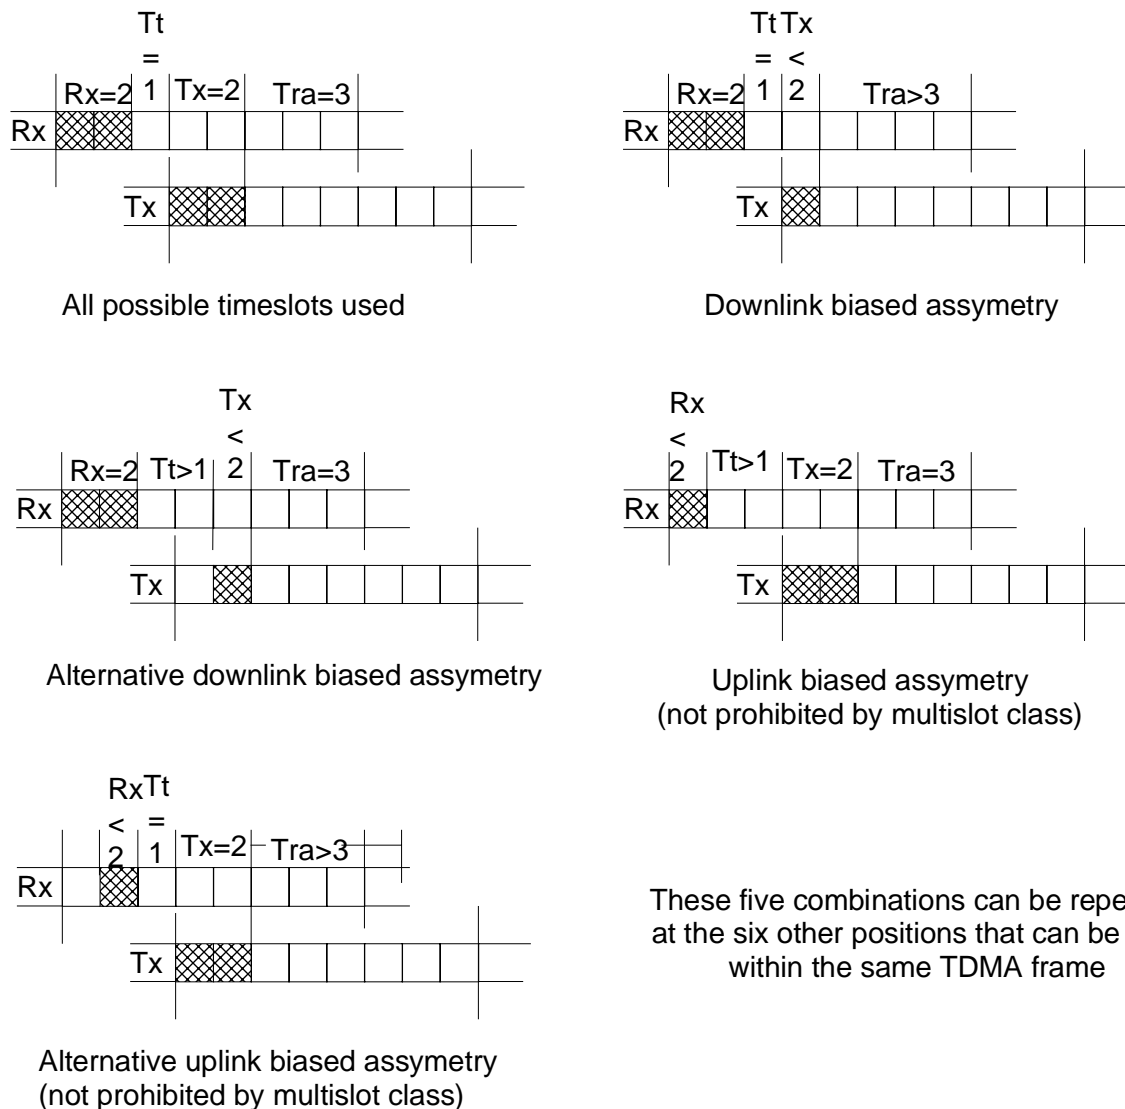 Tt
=
1
Rx=2
Tx=2
Tra=3
Rx
Tx
All possible timeslots used
Tt Tx
= <
1 2
Rx=2
Tra>3
Rx
Tx
Downlink biased assymetry
Tx
<
2
Rx=2
Tt>1
Tra=3
Rx
Tx
Alternative downlink biased assymetry
Rx
<
2
Tt>1
Tx=2
Tra=3
Rx
Tx
Uplink biased assymetry
(not prohibited by multislot class)
Rx Tt
< =
2 1
Tx=2
Tra>3
Rx
Tx
Alternative uplink biased assymetry
(not prohibited by multislot class)
These five combinations can be
at the six other positions that can be
within the same TDMA frame